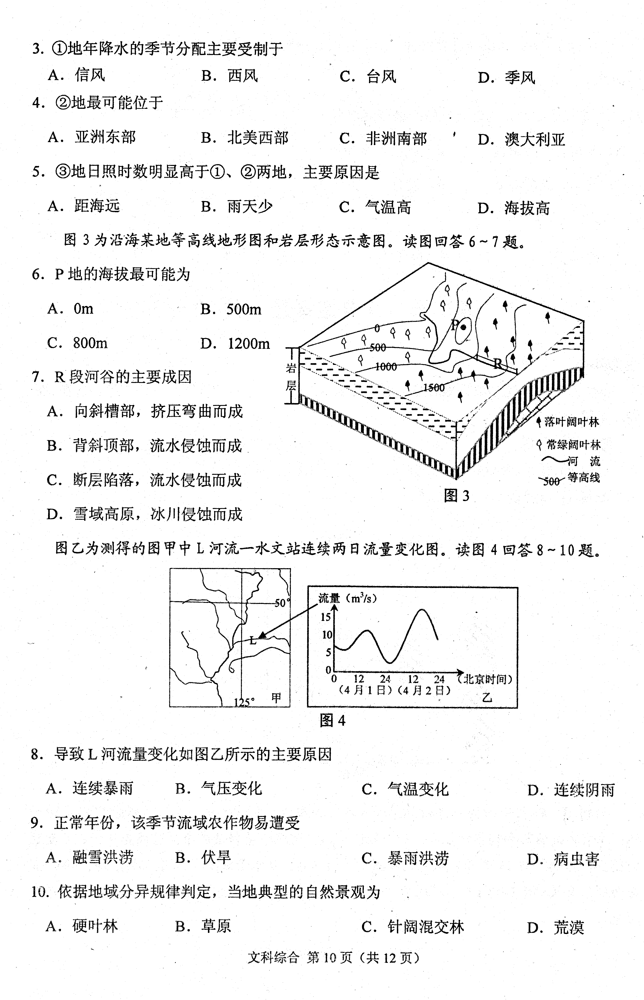 3. ①地年降水的季节分配主要受制于
A. 信风 B. 西风 C. 台风 D. 季风
4. ②地最可能位于
A. 亚洲东部 B. 北美西部 C. 非洲南部 D. 澳大利亚
5. ③地日照时数明显高于①、②两地，主要原因是
A. 距海远 B. 雨天少 C. 气温高 D. 海拔高
图 3 为沿海某地等高线地形图和岩层形态示意图。读图回答 6~7 题。
6. P 地的海拔最可能为
A. 0m B. 500m
C. 800m D. 1200m
7. R 段河谷的主要成因
A. 向斜槽部，挤压弯曲而成
B. 背斜顶部，流水侵蚀而成
C. 断层陷落，流水侵蚀而成
D. 雪域高原，冰川侵蚀而成
P
0
500
1000
R
1500
岩
层
落叶阔叶林
常绿阔叶林
河 流
500 等高线
图 3
图乙为测得的图甲中 L 河流一水文站连续两日流量变化图。读图 4 回答 8~10 题。
50°
L
125° 甲
流量（m³/s）
15
10
5
0
0 12 24 12 24 （北京时间）
（4 月 1 日）（4 月 2 日）
乙
图 4
8. 导致 L 河流量变化如图乙所示的主要原因
A. 连续暴雨 B. 气压变化 C. 气温变化 D. 连续阴雨
9. 正常年份，该季节流域农作物易遭受
A. 融雪洪涝 B. 伏旱 C. 暴雨洪涝 D. 病虫害
10. 依据地域分异规律判定，当地典型的自然景观为
A. 硬叶林 B. 草原 C. 针阔混交林 D. 荒漠
文科综合 第 10 页（共 12 页）